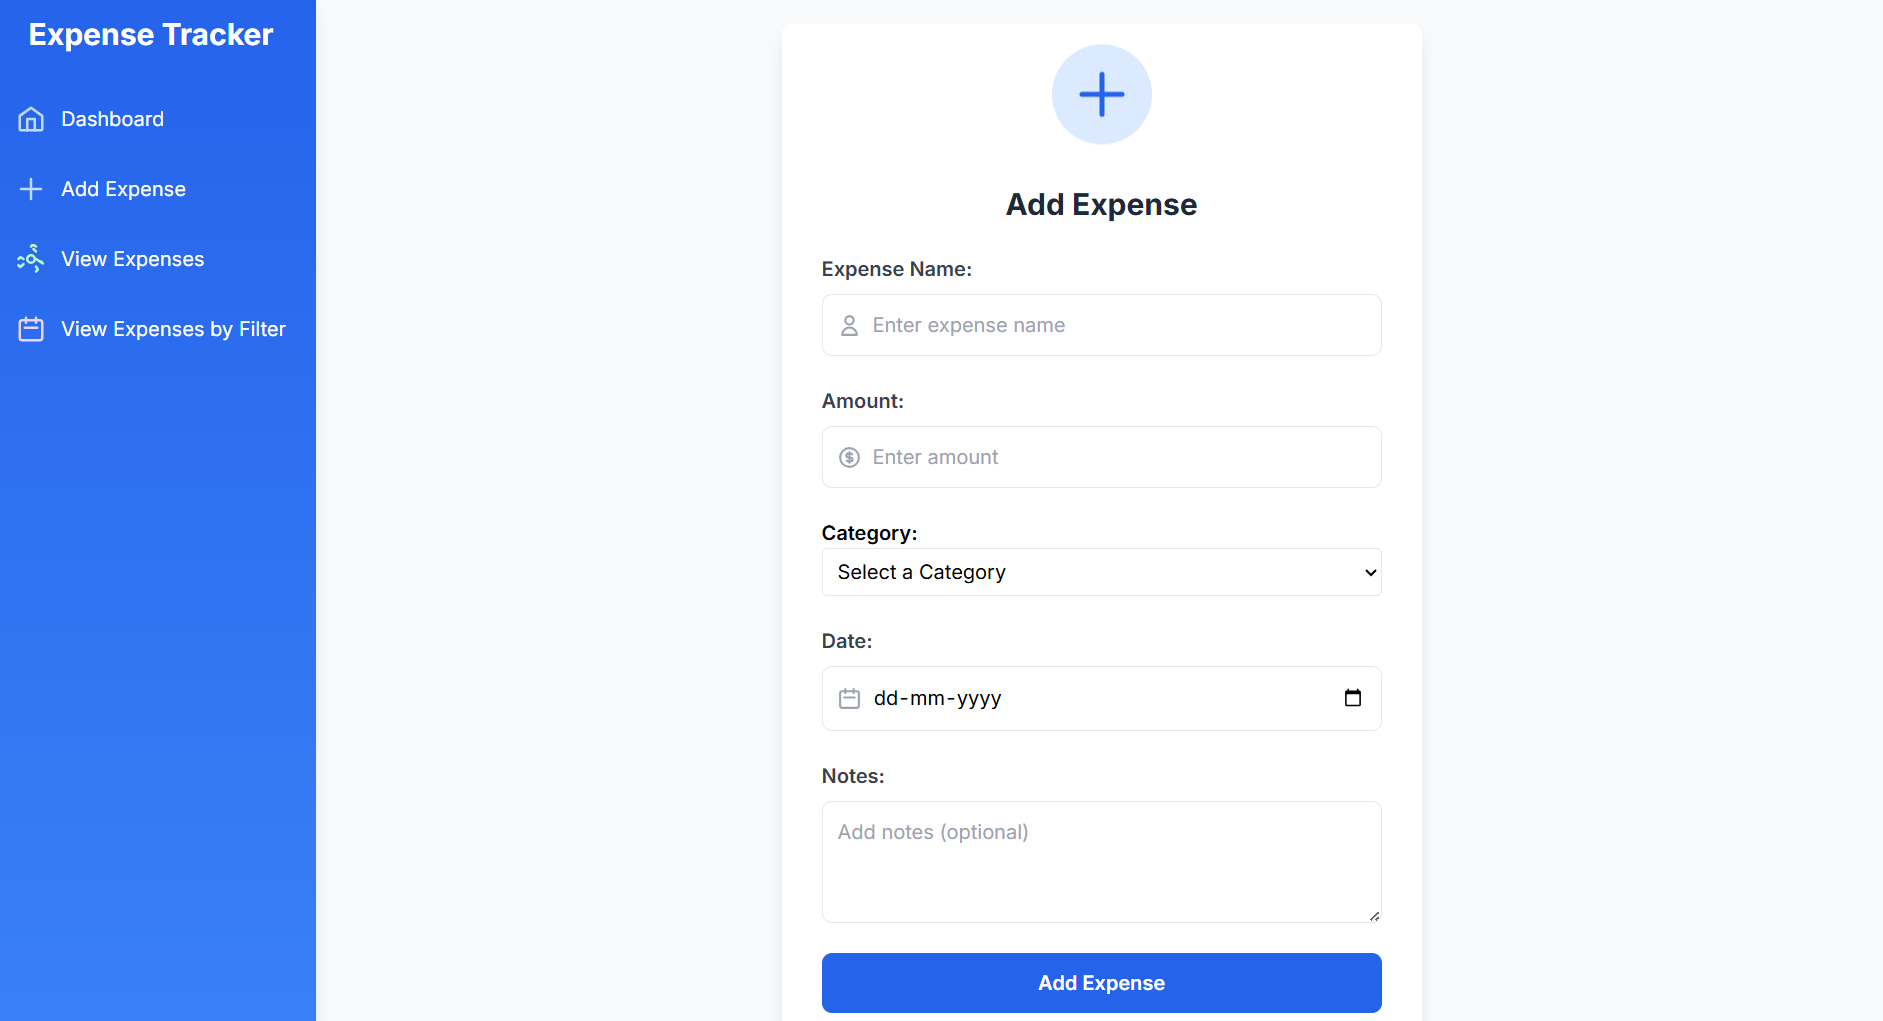 Expense Tracker
Dashboard
Add Expense
View Expenses
View Expenses by Filter
Add Expense
Expense Name:
Enter expense name
Amount:
Enter amount
Category:
Select a Category
Date:
dd-mm-yyyy
Notes:
Add notes (optional)
Add Expense